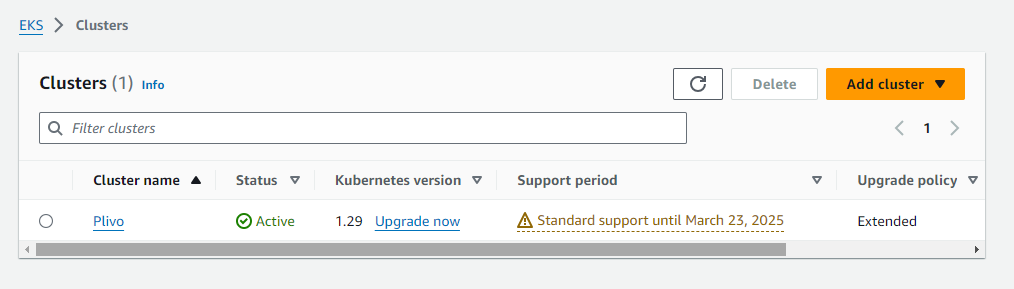 EKS > Clusters
Clusters (1) Info
Delete
Add cluster
Filter clusters
1
Cluster name Status Kubernetes version Support period Upgrade policy
Plivo Active 1.29 Upgrade now Standard support until March 23, 2025 Extended